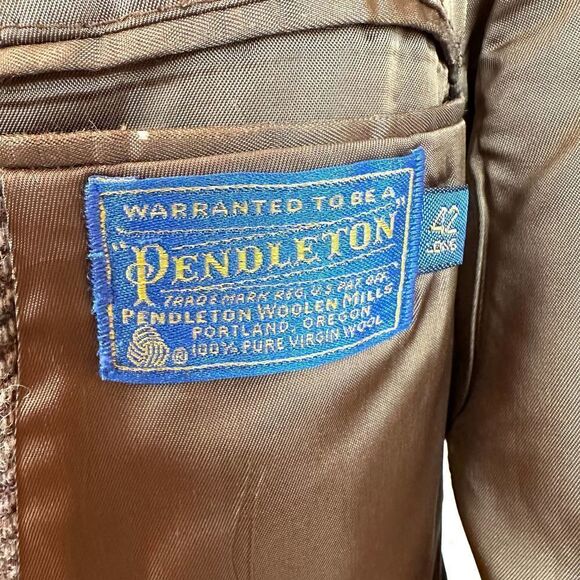 WARRANTED TO BE A
"PENDLETON"
TRADE MARK REG. U.S. PAT. OFF.
PENDLETON WOOLEN MILLS
PORTLAND, OREGON
® 100% PURE VIRGIN WOOL
42
LONG